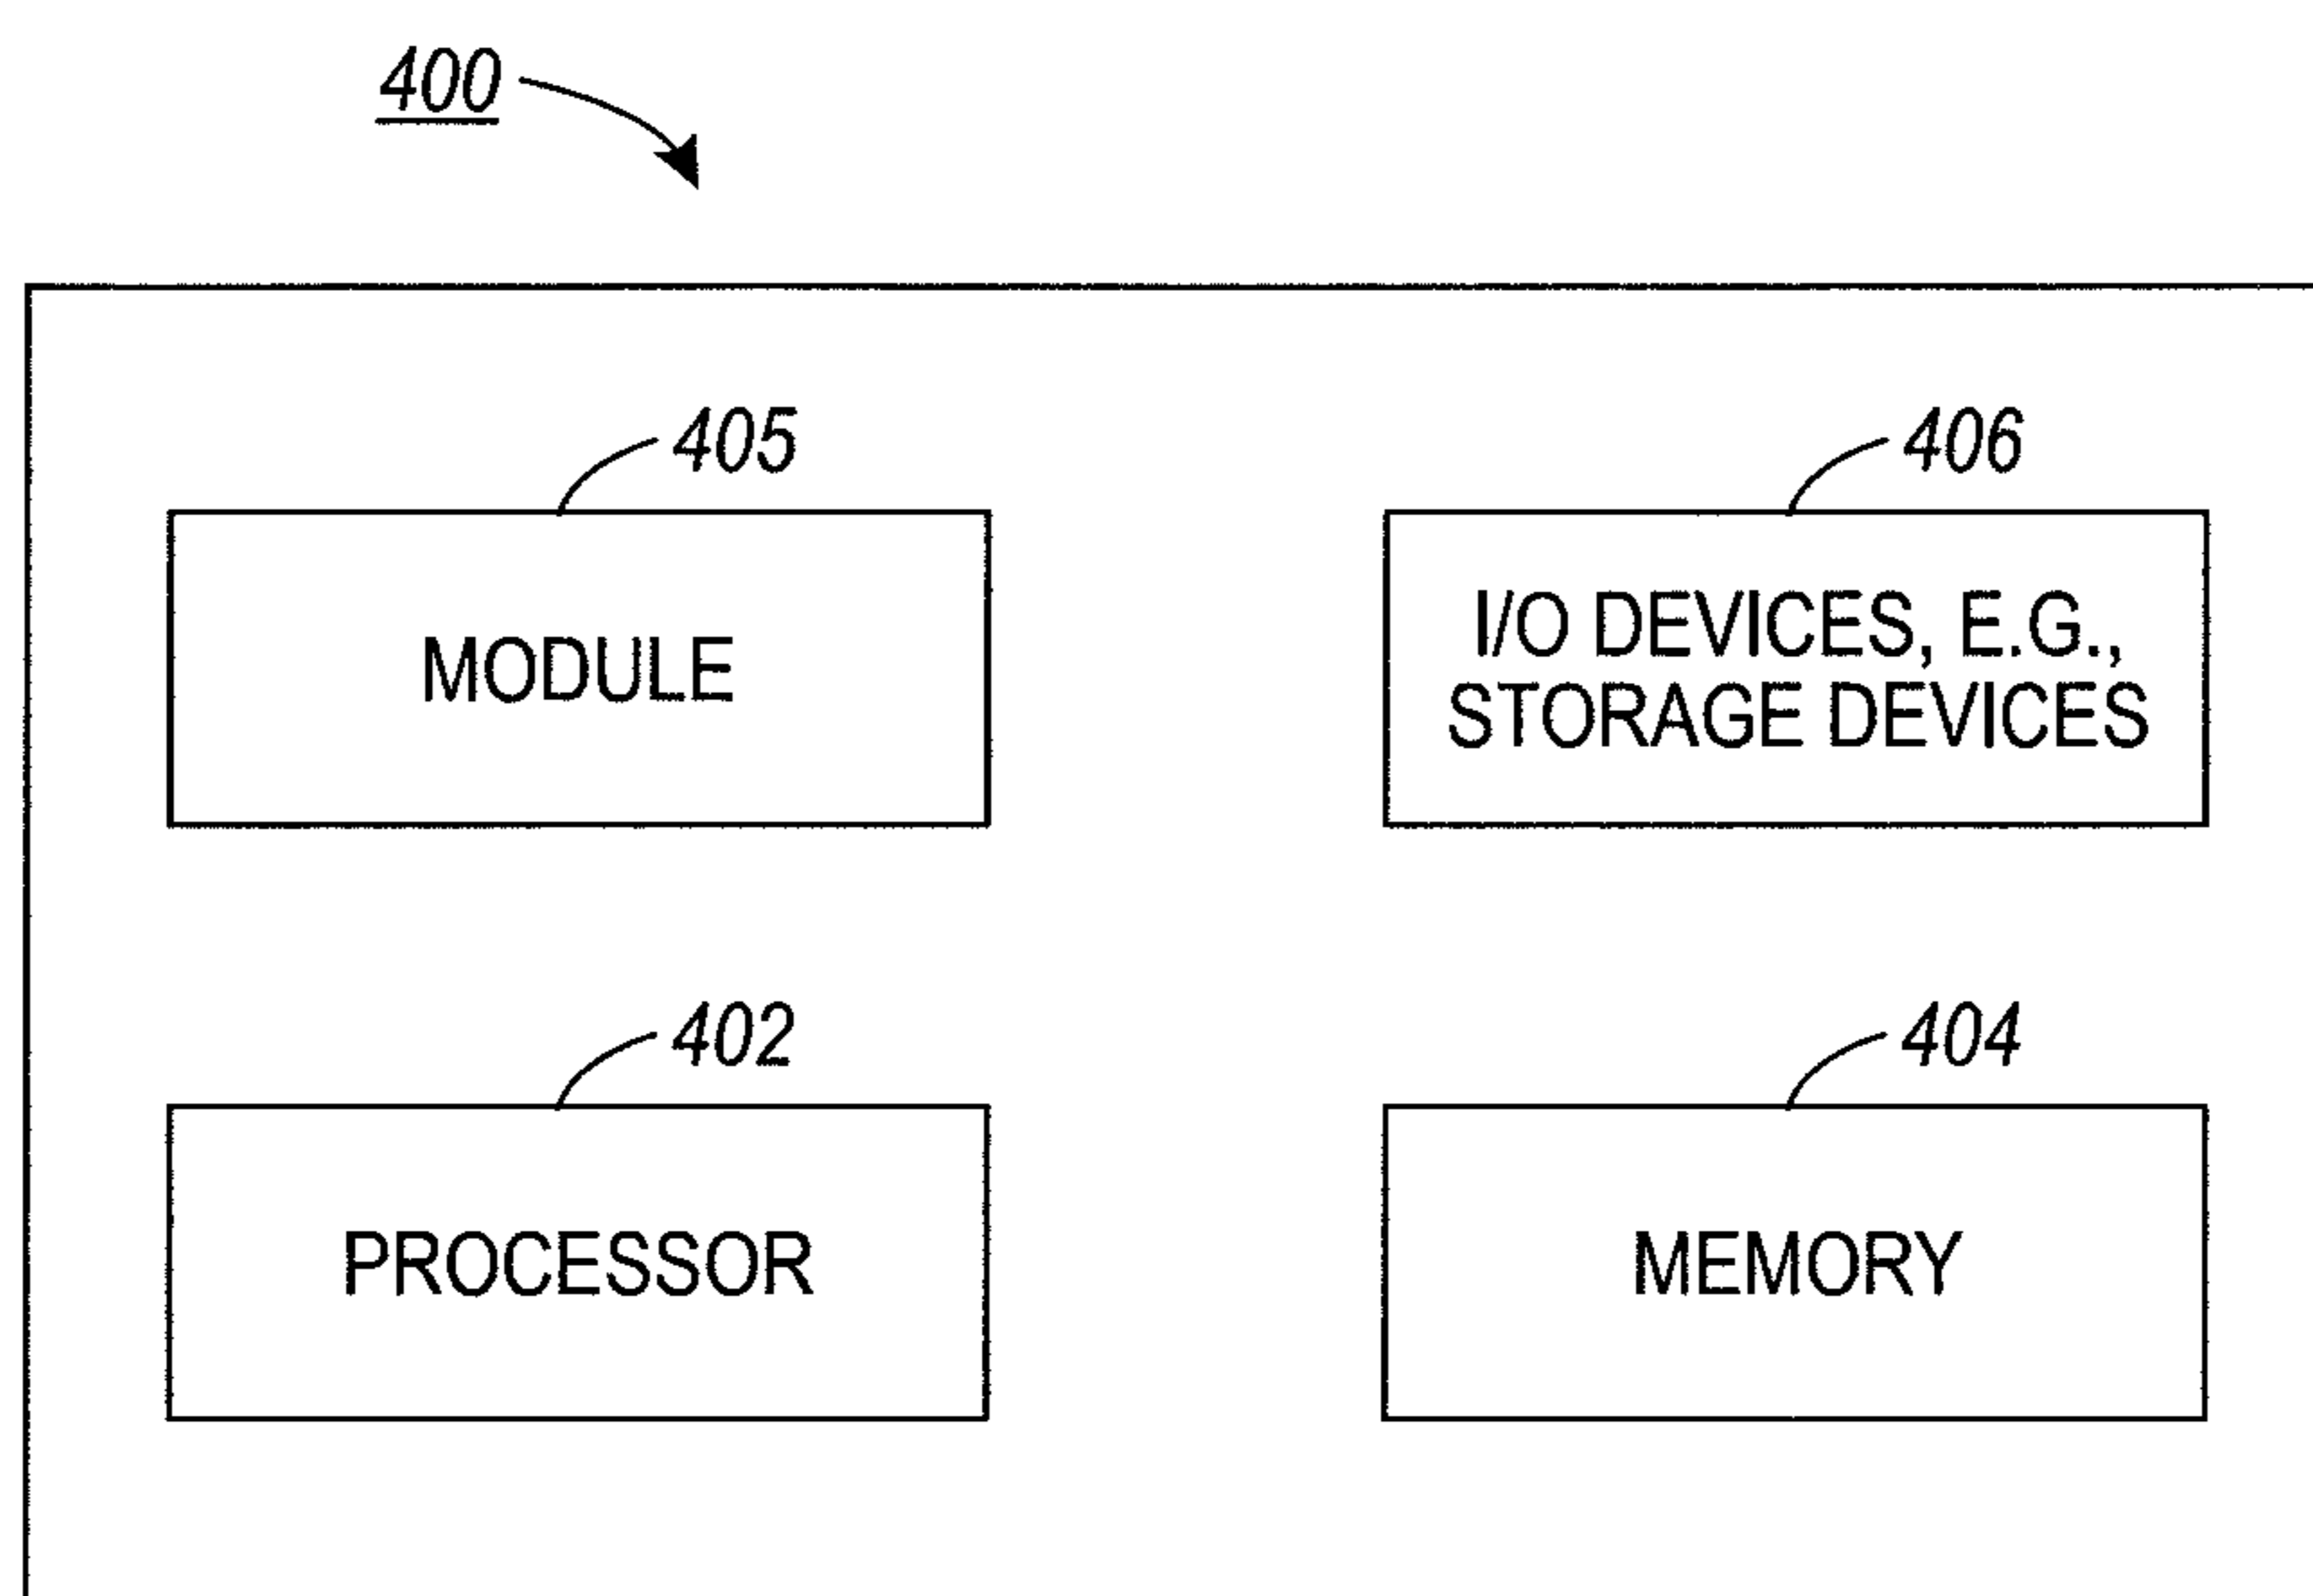 400
405
406
MODULE
I/O DEVICES, E.G.,
STORAGE DEVICES
402
404
PROCESSOR
MEMORY